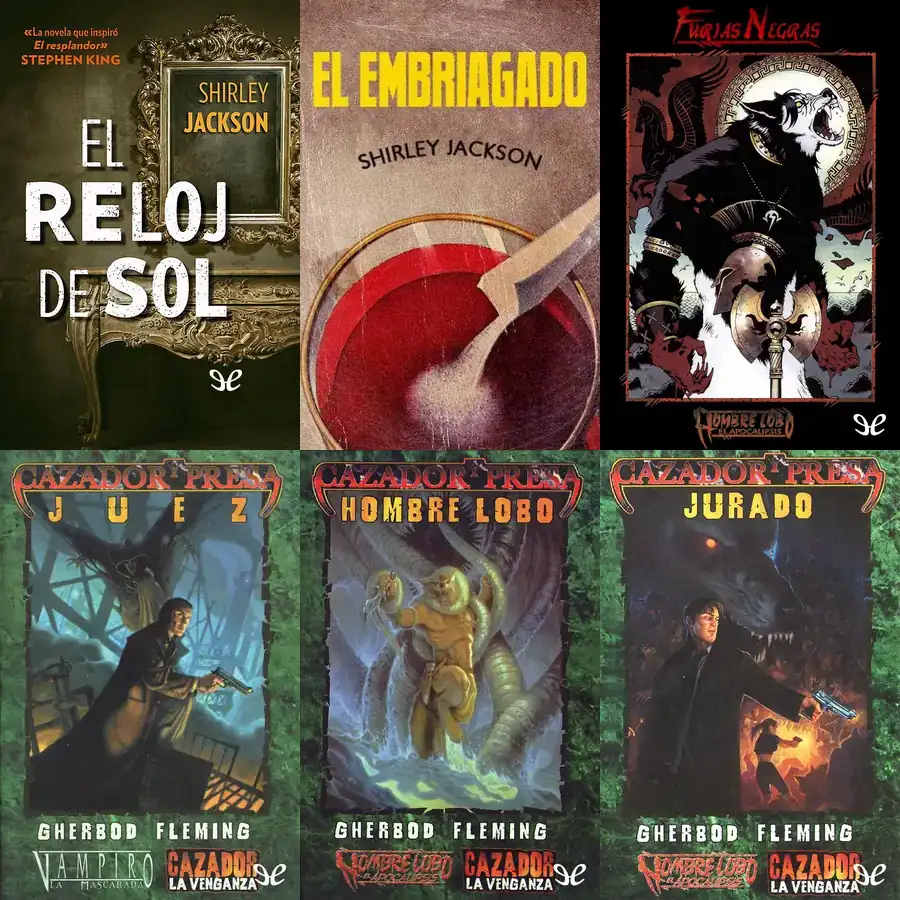 «La novela que inspiró
El resplandor»
STEPHEN KING
SHIRLEY
JACKSON
EL
RELOJ
DE SOL
EL EMBRIAGADO
SHIRLEY JACKSON
FURIAS NEGRAS
HOMBRE LOBO
EL APOCALIPSIS
CAZADOR Y PRESA
JUEZ
GHERBOD FLEMING
VAMPIRO
LA MASCARADA
CAZADOR
LA VENGANZA
CAZADOR Y PRESA
HOMBRE LOBO
GHERBOD FLEMING
HOMBRE LOBO
EL APOCALIPSIS
CAZADOR
LA VENGANZA
CAZADOR Y PRESA
JURADO
GHERBOD FLEMING
HOMBRE LOBO
EL APOCALIPSIS
CAZADOR
LA VENGANZA